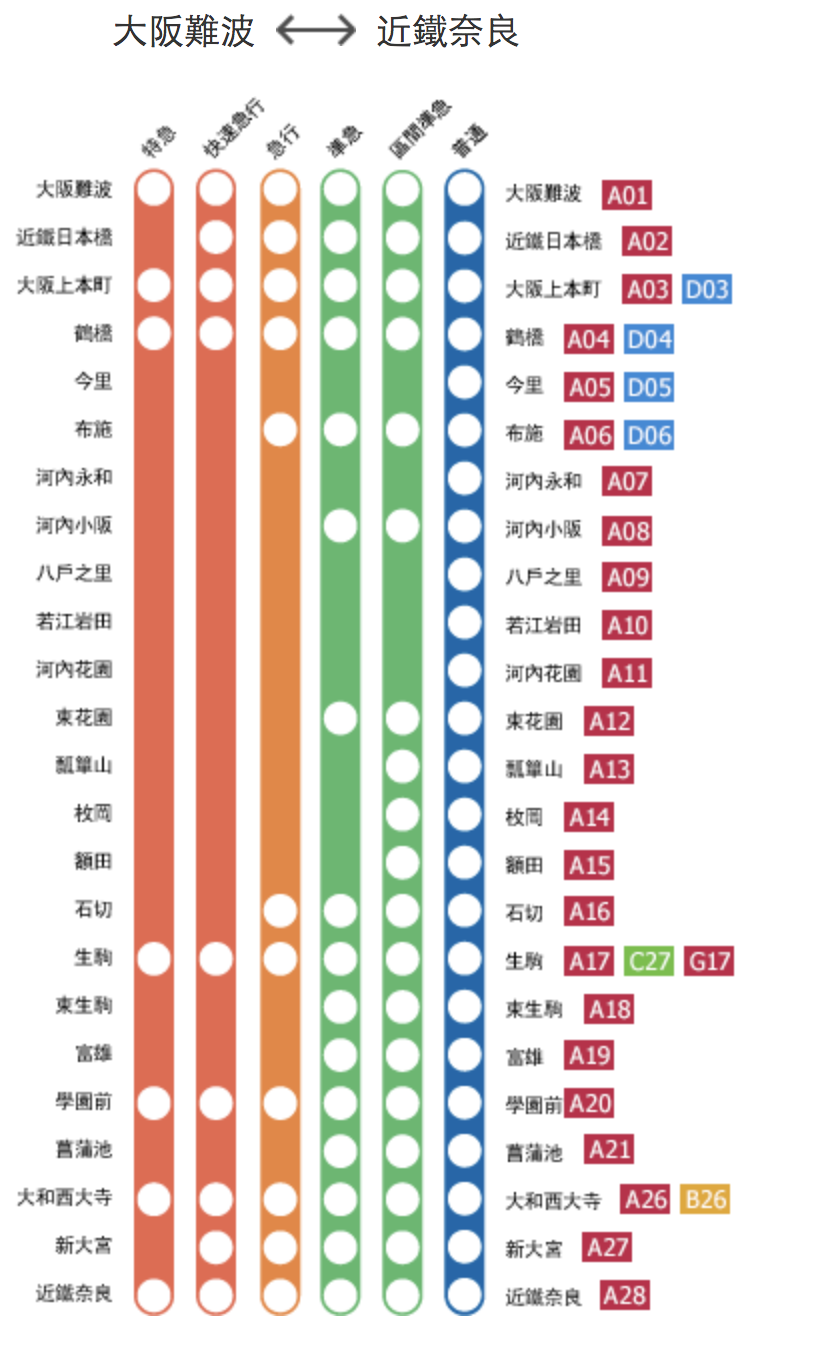 大阪難波 ⟷ 近鐵奈良
特急 快速急行 急行 準急 區間準急 普通
大阪難波 大阪難波 A01
近鐵日本橋 近鐵日本橋 A02
大阪上本町 大阪上本町 A03 D03
鶴橋 鶴橋 A04 D04
今里 今里 A05 D05
布施 布施 A06 D06
河內永和 河內永和 A07
河內小阪 河內小阪 A08
八戶之里 八戶之里 A09
若江岩田 若江岩田 A10
河內花園 河內花園 A11
東花園 東花園 A12
瓢簞山 瓢簞山 A13
枚岡 枚岡 A14
額田 額田 A15
石切 石切 A16
生駒 生駒 A17 C27 G17
東生駒 東生駒 A18
富雄 富雄 A19
學園前 學園前 A20
菖蒲池 菖蒲池 A21
大和西大寺 大和西大寺 A26 B26
新大宮 新大宮 A27
近鐵奈良 近鐵奈良 A28